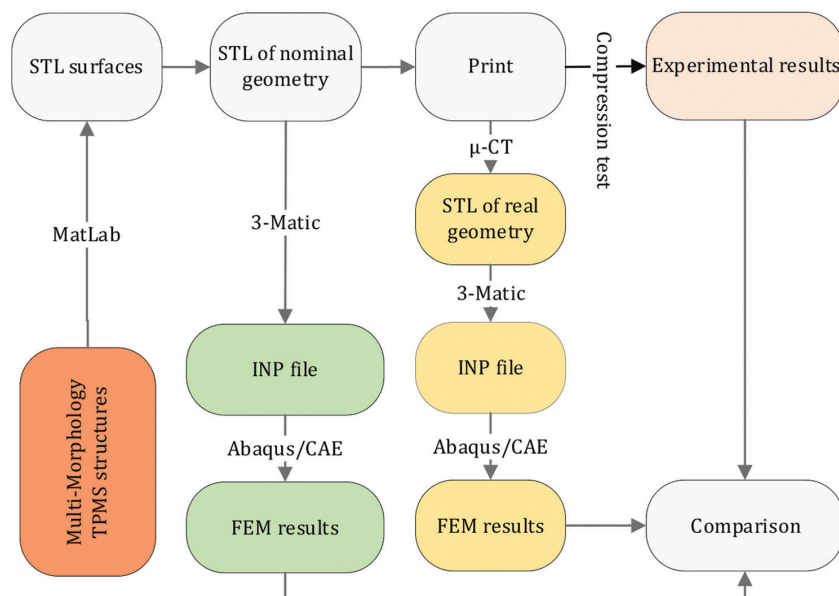 STL surfaces
STL of nominal
geometry
Print
Compression test
Experimental results
μ-CT
STL of real
geometry
MatLab
3-Matic
3-Matic
Multi-Morphology
TPMS structures
INP file
INP file
Abaqus/CAE
Abaqus/CAE
FEM results
FEM results
Comparison